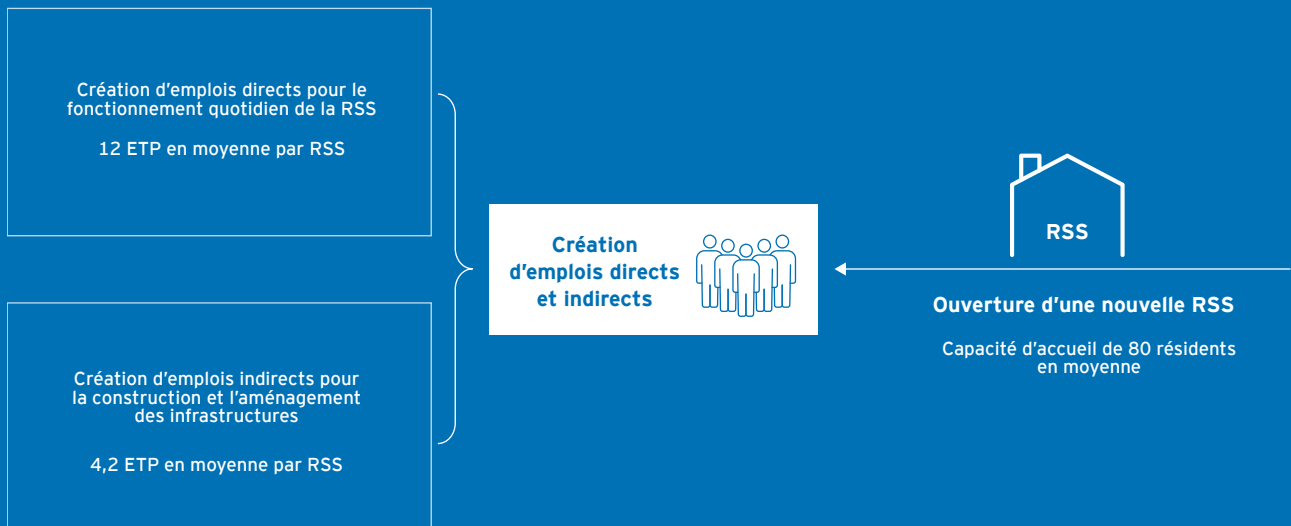 Création d'emplois directs pour le
fonctionnement quotidien de la RSS
12 ETP en moyenne par RSS
Création d'emplois indirects pour
la construction et l'aménagement
des infrastructures
4,2 ETP en moyenne par RSS
Création
d'emplois directs
et indirects
RSS
Ouverture d'une nouvelle RSS
Capacité d'accueil de 80 résidents
en moyenne